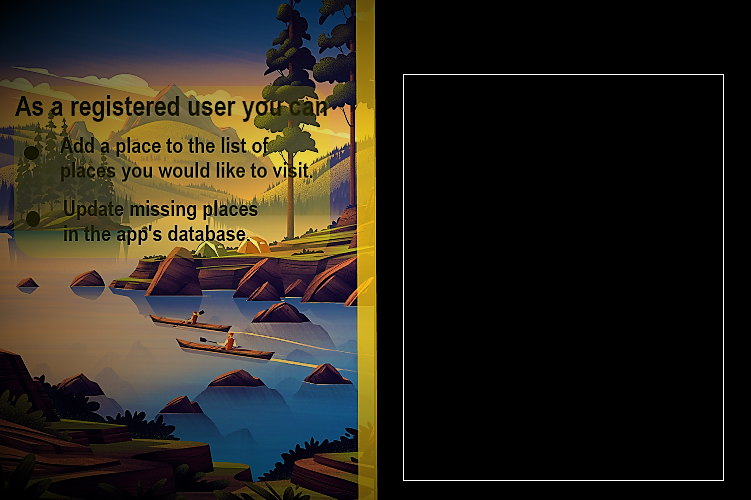 As a registered user you can
Add a place to the list of
places you would like to visit.
Update missing places
in the app's database.